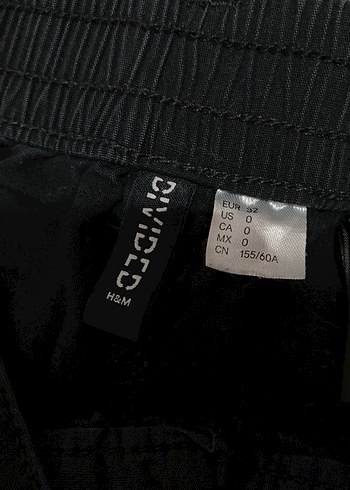 DIVIDED
H&M
EUR 32
US 0
CA 0
MX 0
CN 155/60A